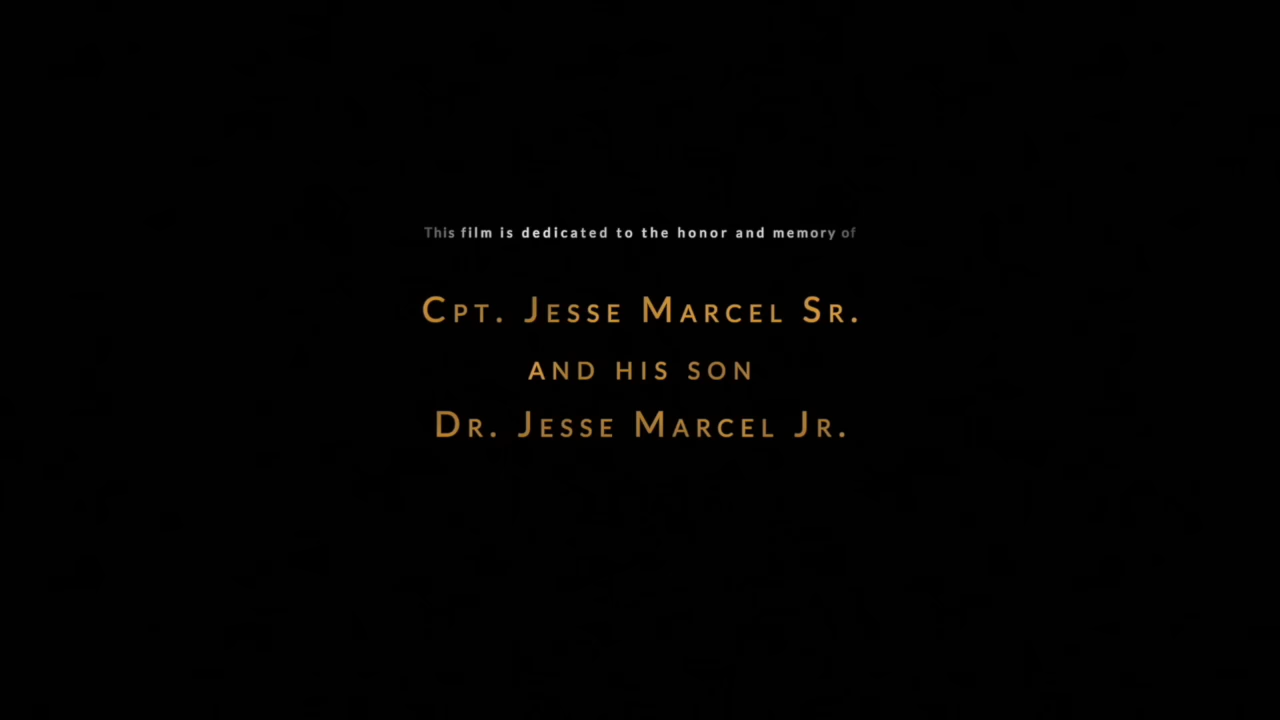 This film is dedicated to the honor and memory of
Cpt. Jesse Marcel Sr.
and his son
Dr. Jesse Marcel Jr.